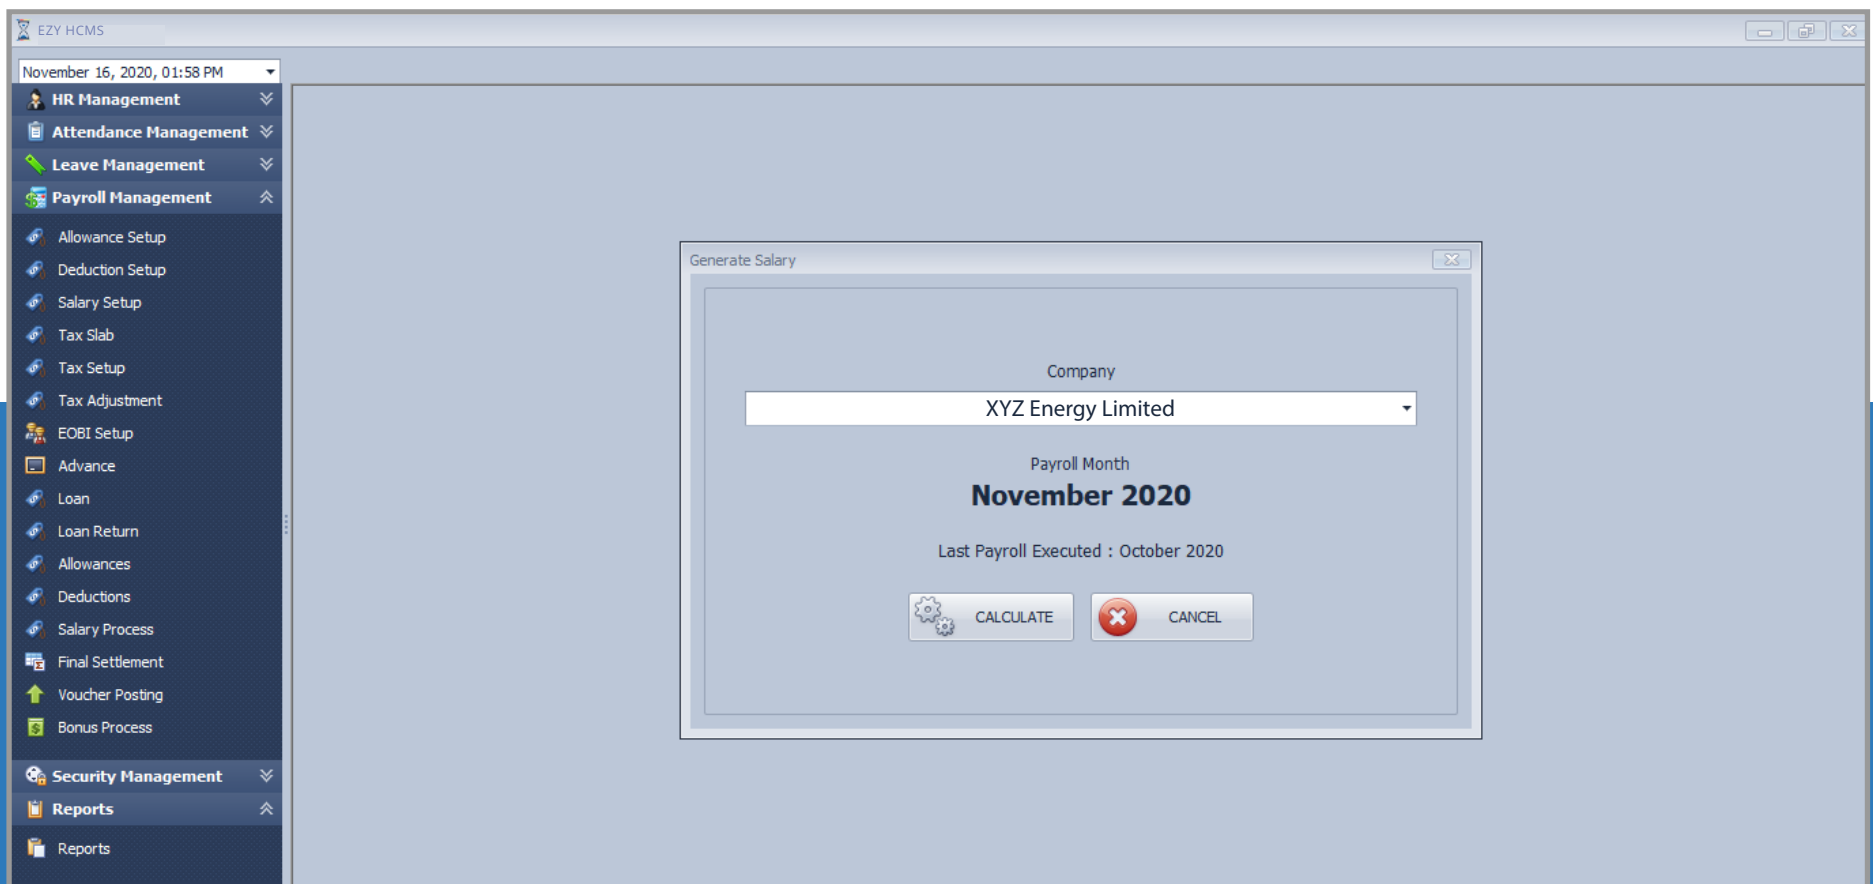 EZY HCMS
November 16, 2020, 01:58 PM
HR Management
Attendance Management
Leave Management
Payroll Management
Allowance Setup
Deduction Setup
Salary Setup
Tax Slab
Tax Setup
Tax Adjustment
EOBI Setup
Advance
Loan
Loan Return
Allowances
Deductions
Salary Process
Final Settlement
Voucher Posting
Bonus Process
Security Management
Reports
Reports
Generate Salary
Company
XYZ Energy Limited
Payroll Month
November 2020
Last Payroll Executed : October 2020
CALCULATE
CANCEL